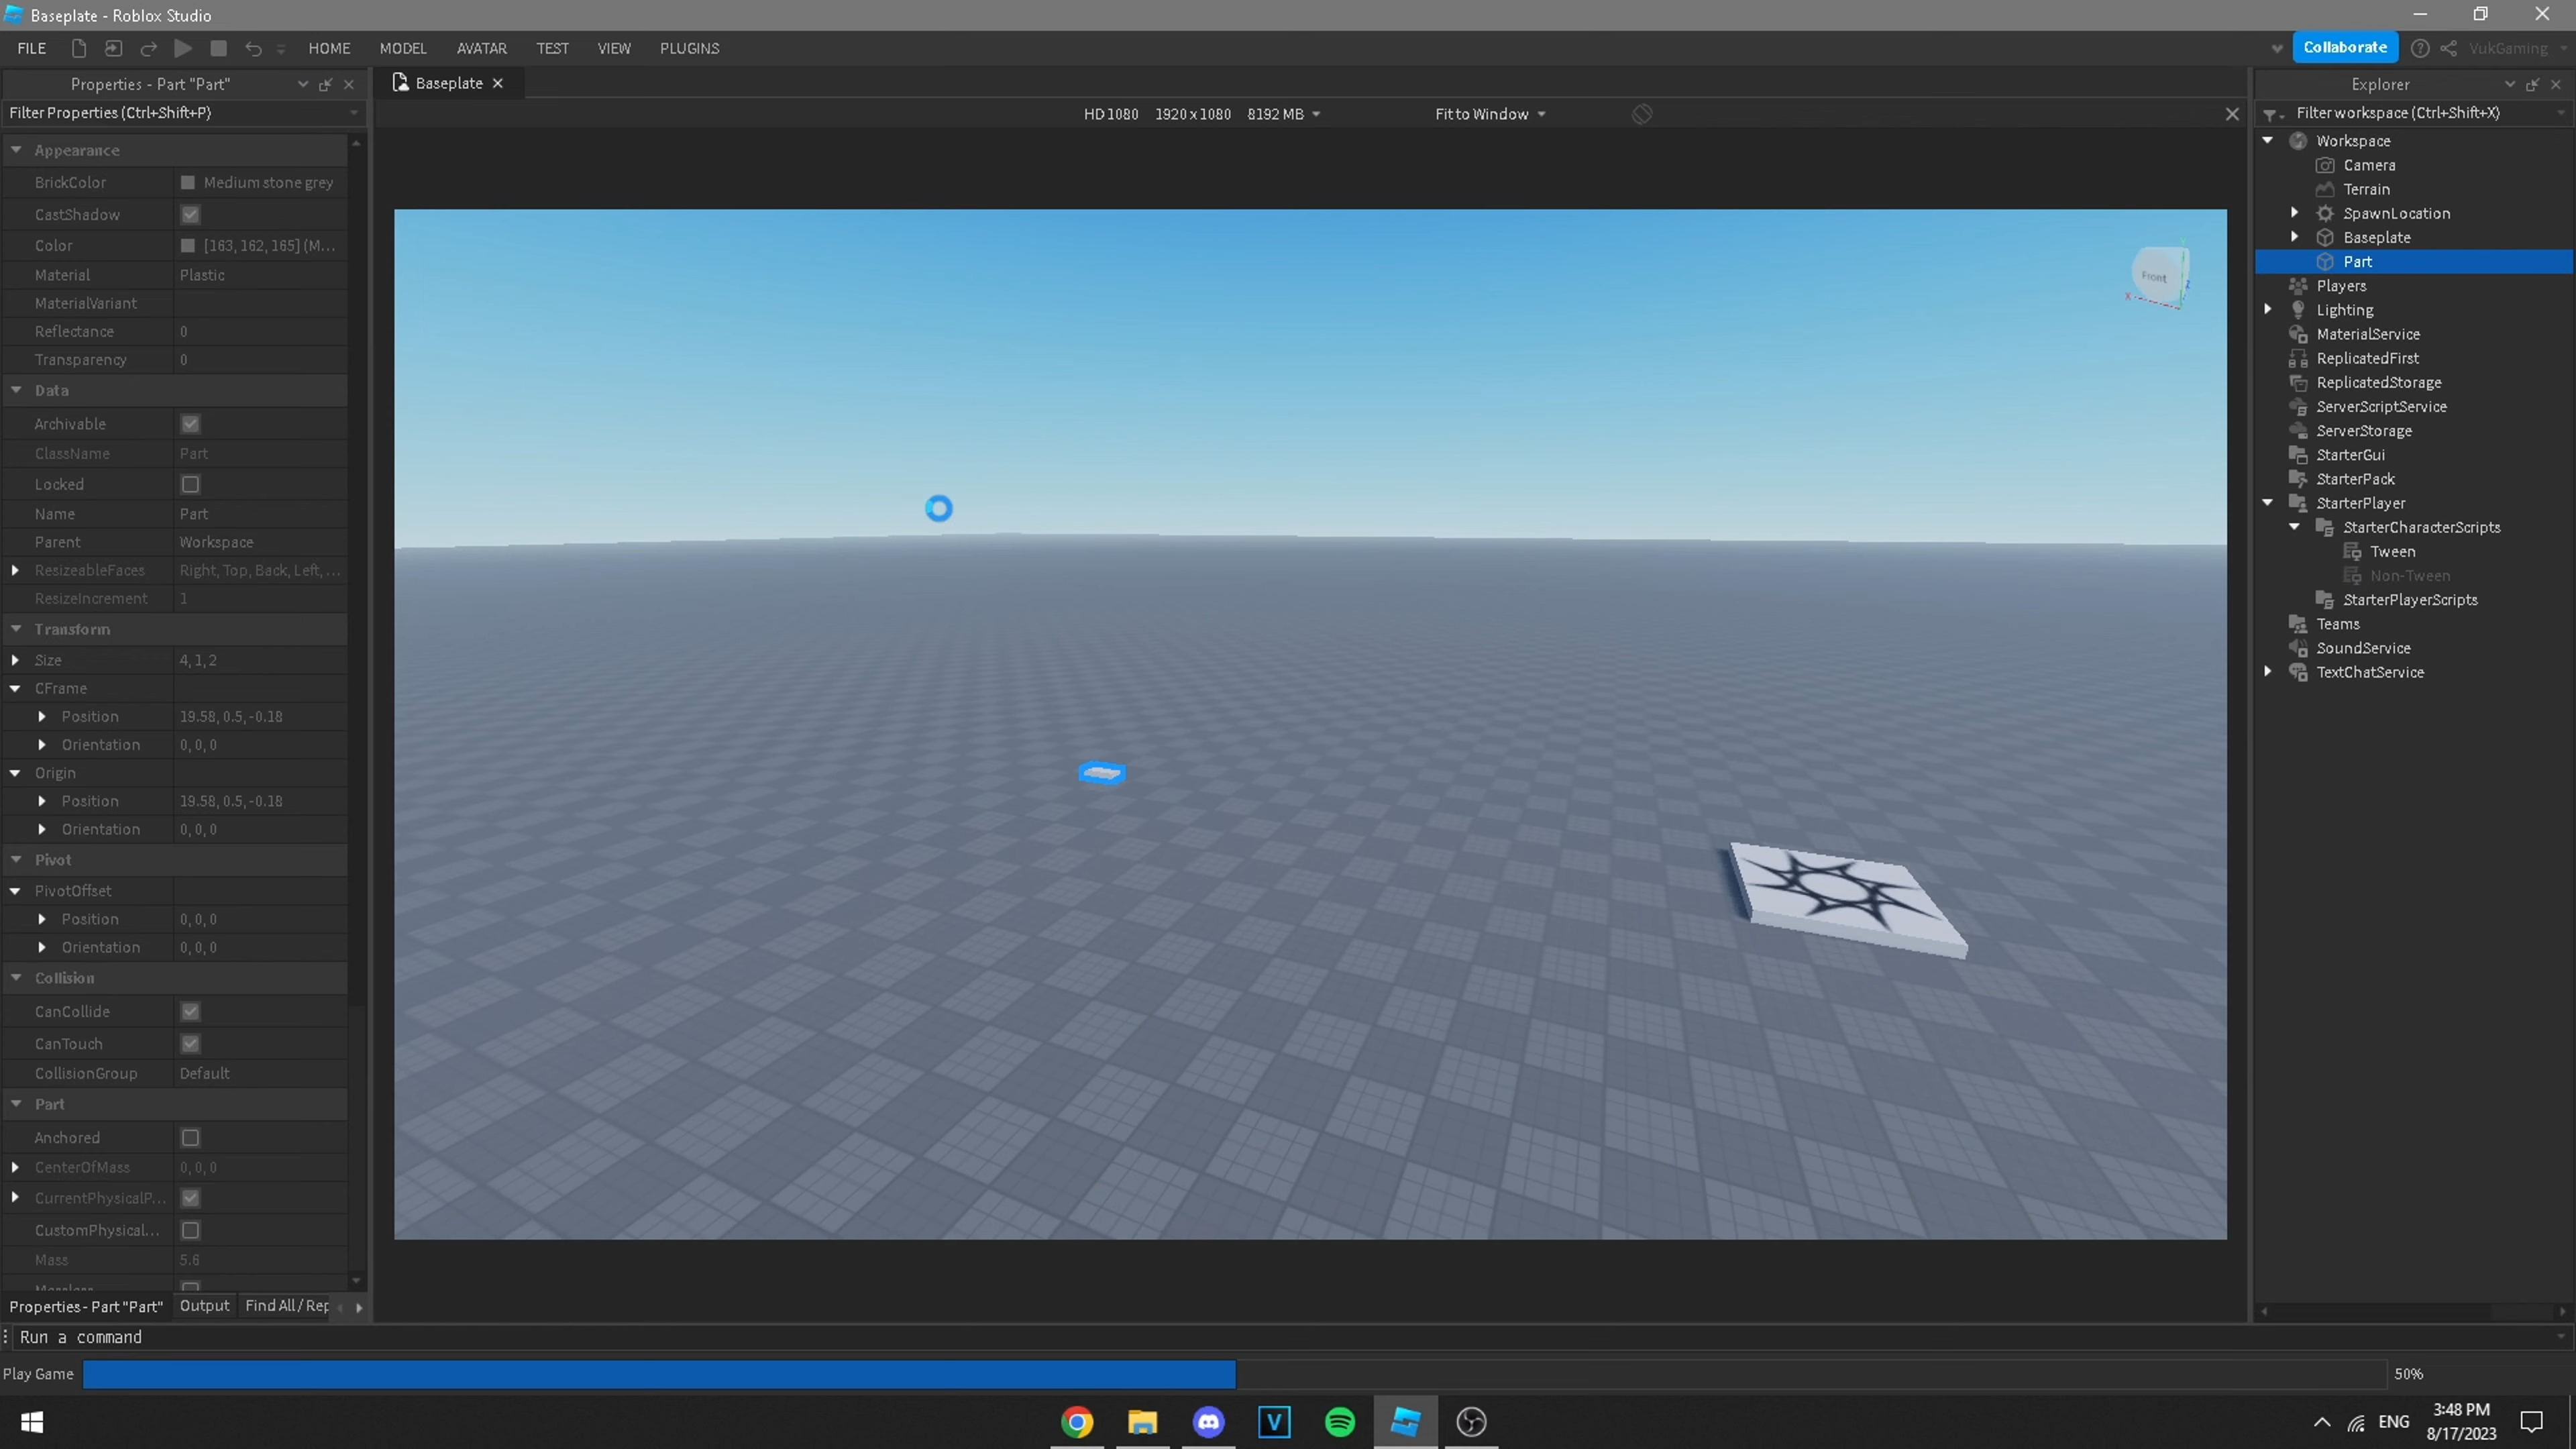 Baseplate - Roblox Studio
FILE HOME MODEL AVATAR TEST VIEW PLUGINS Collaborate VukGaming
Properties - Part "Part"
Filter Properties (Ctrl+Shift+P)
Appearance
BrickColor Medium stone grey
CastShadow
Color [163, 162, 165] (M...
Material Plastic
MaterialVariant
Reflectance 0
Transparency 0
Data
Archivable
ClassName Part
Locked
Name Part
Parent Workspace
ResizeableFaces Right, Top, Back, Left, ...
ResizeIncrement 1
Transform
Size 4, 1, 2
CFrame
Position 19.58, 0.5, -0.18
Orientation 0, 0, 0
Origin
Position 19.58, 0.5, -0.18
Orientation 0, 0, 0
Pivot
PivotOffset
Position 0, 0, 0
Orientation 0, 0, 0
Collision
CanCollide
CanTouch
CollisionGroup Default
Part
Anchored
CenterOfMass 0, 0, 0
CurrentPhysicalP...
CustomPhysical...
Mass 5.6
Properties - Part "Part" Output Find All / Rep
Baseplate
HD 1080 1920 x 1080 8192 MB Fit to Window
Front
X
Explorer
Filter workspace (Ctrl+Shift+X)
Workspace
Camera
Terrain
SpawnLocation
Baseplate
Part
Players
Lighting
MaterialService
ReplicatedFirst
ReplicatedStorage
ServerScriptService
ServerStorage
StarterGui
StarterPack
StarterPlayer
StarterCharacterScripts
Tween
Non-Tween
StarterPlayerScripts
Teams
SoundService
TextChatService
Run a command
Play Game 50%
V
ENG
3:48 PM
8/17/2023